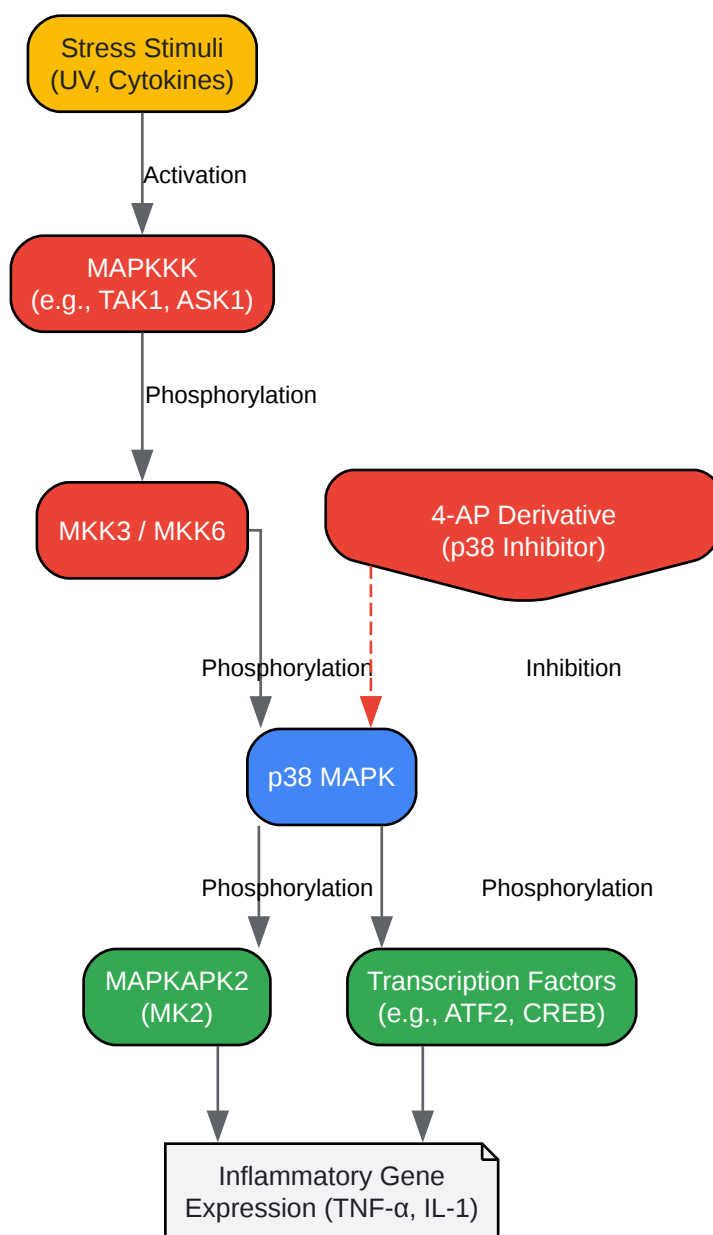 Stress Stimuli
(UV, Cytokines)
Activation
MAPKKK
(e.g., TAK1, ASK1)
Phosphorylation
MKK3 / MKK6
4-AP Derivative
(p38 Inhibitor)
Phosphorylation
Inhibition
p38 MAPK
Phosphorylation
Phosphorylation
MAPKAPK2
(MK2)
Transcription Factors
(e.g., ATF2, CREB)
Inflammatory Gene
Expression (TNF-α, IL-1)